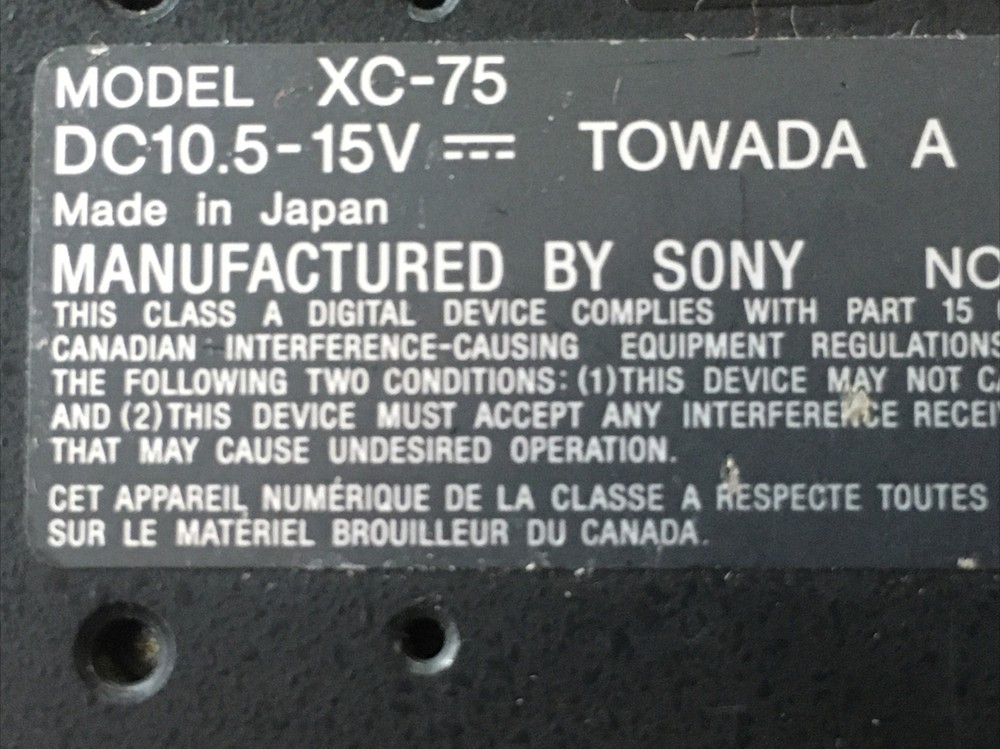 MODEL XC-75
DC10.5-15V ⎓ TOWADA A
Made in Japan
MANUFACTURED BY SONY NO
THIS CLASS A DIGITAL DEVICE COMPLIES WITH PART 15
CANADIAN INTERFERENCE-CAUSING EQUIPMENT REGULATIONS
THE FOLLOWING TWO CONDITIONS: (1)THIS DEVICE MAY NOT
AND (2)THIS DEVICE MUST ACCEPT ANY INTERFERENCE RECEI
THAT MAY CAUSE UNDESIRED OPERATION.
CET APPAREIL NUMÉRIQUE DE LA CLASSE A RESPECTE TOUTES
SUR LE MATÉRIEL BROUILLEUR DU CANADA.